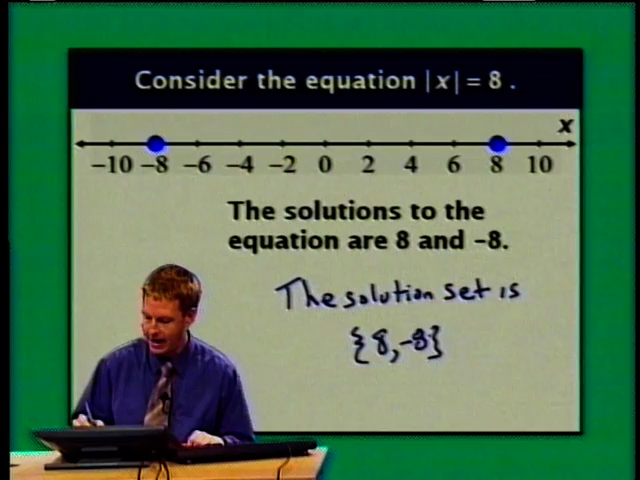 Consider the equation |x| = 8 .
x
−10 −8 −6 −4 −2 0 2 4 6 8 10
The solutions to the
equation are 8 and −8.
The solution set is
{8,-8}